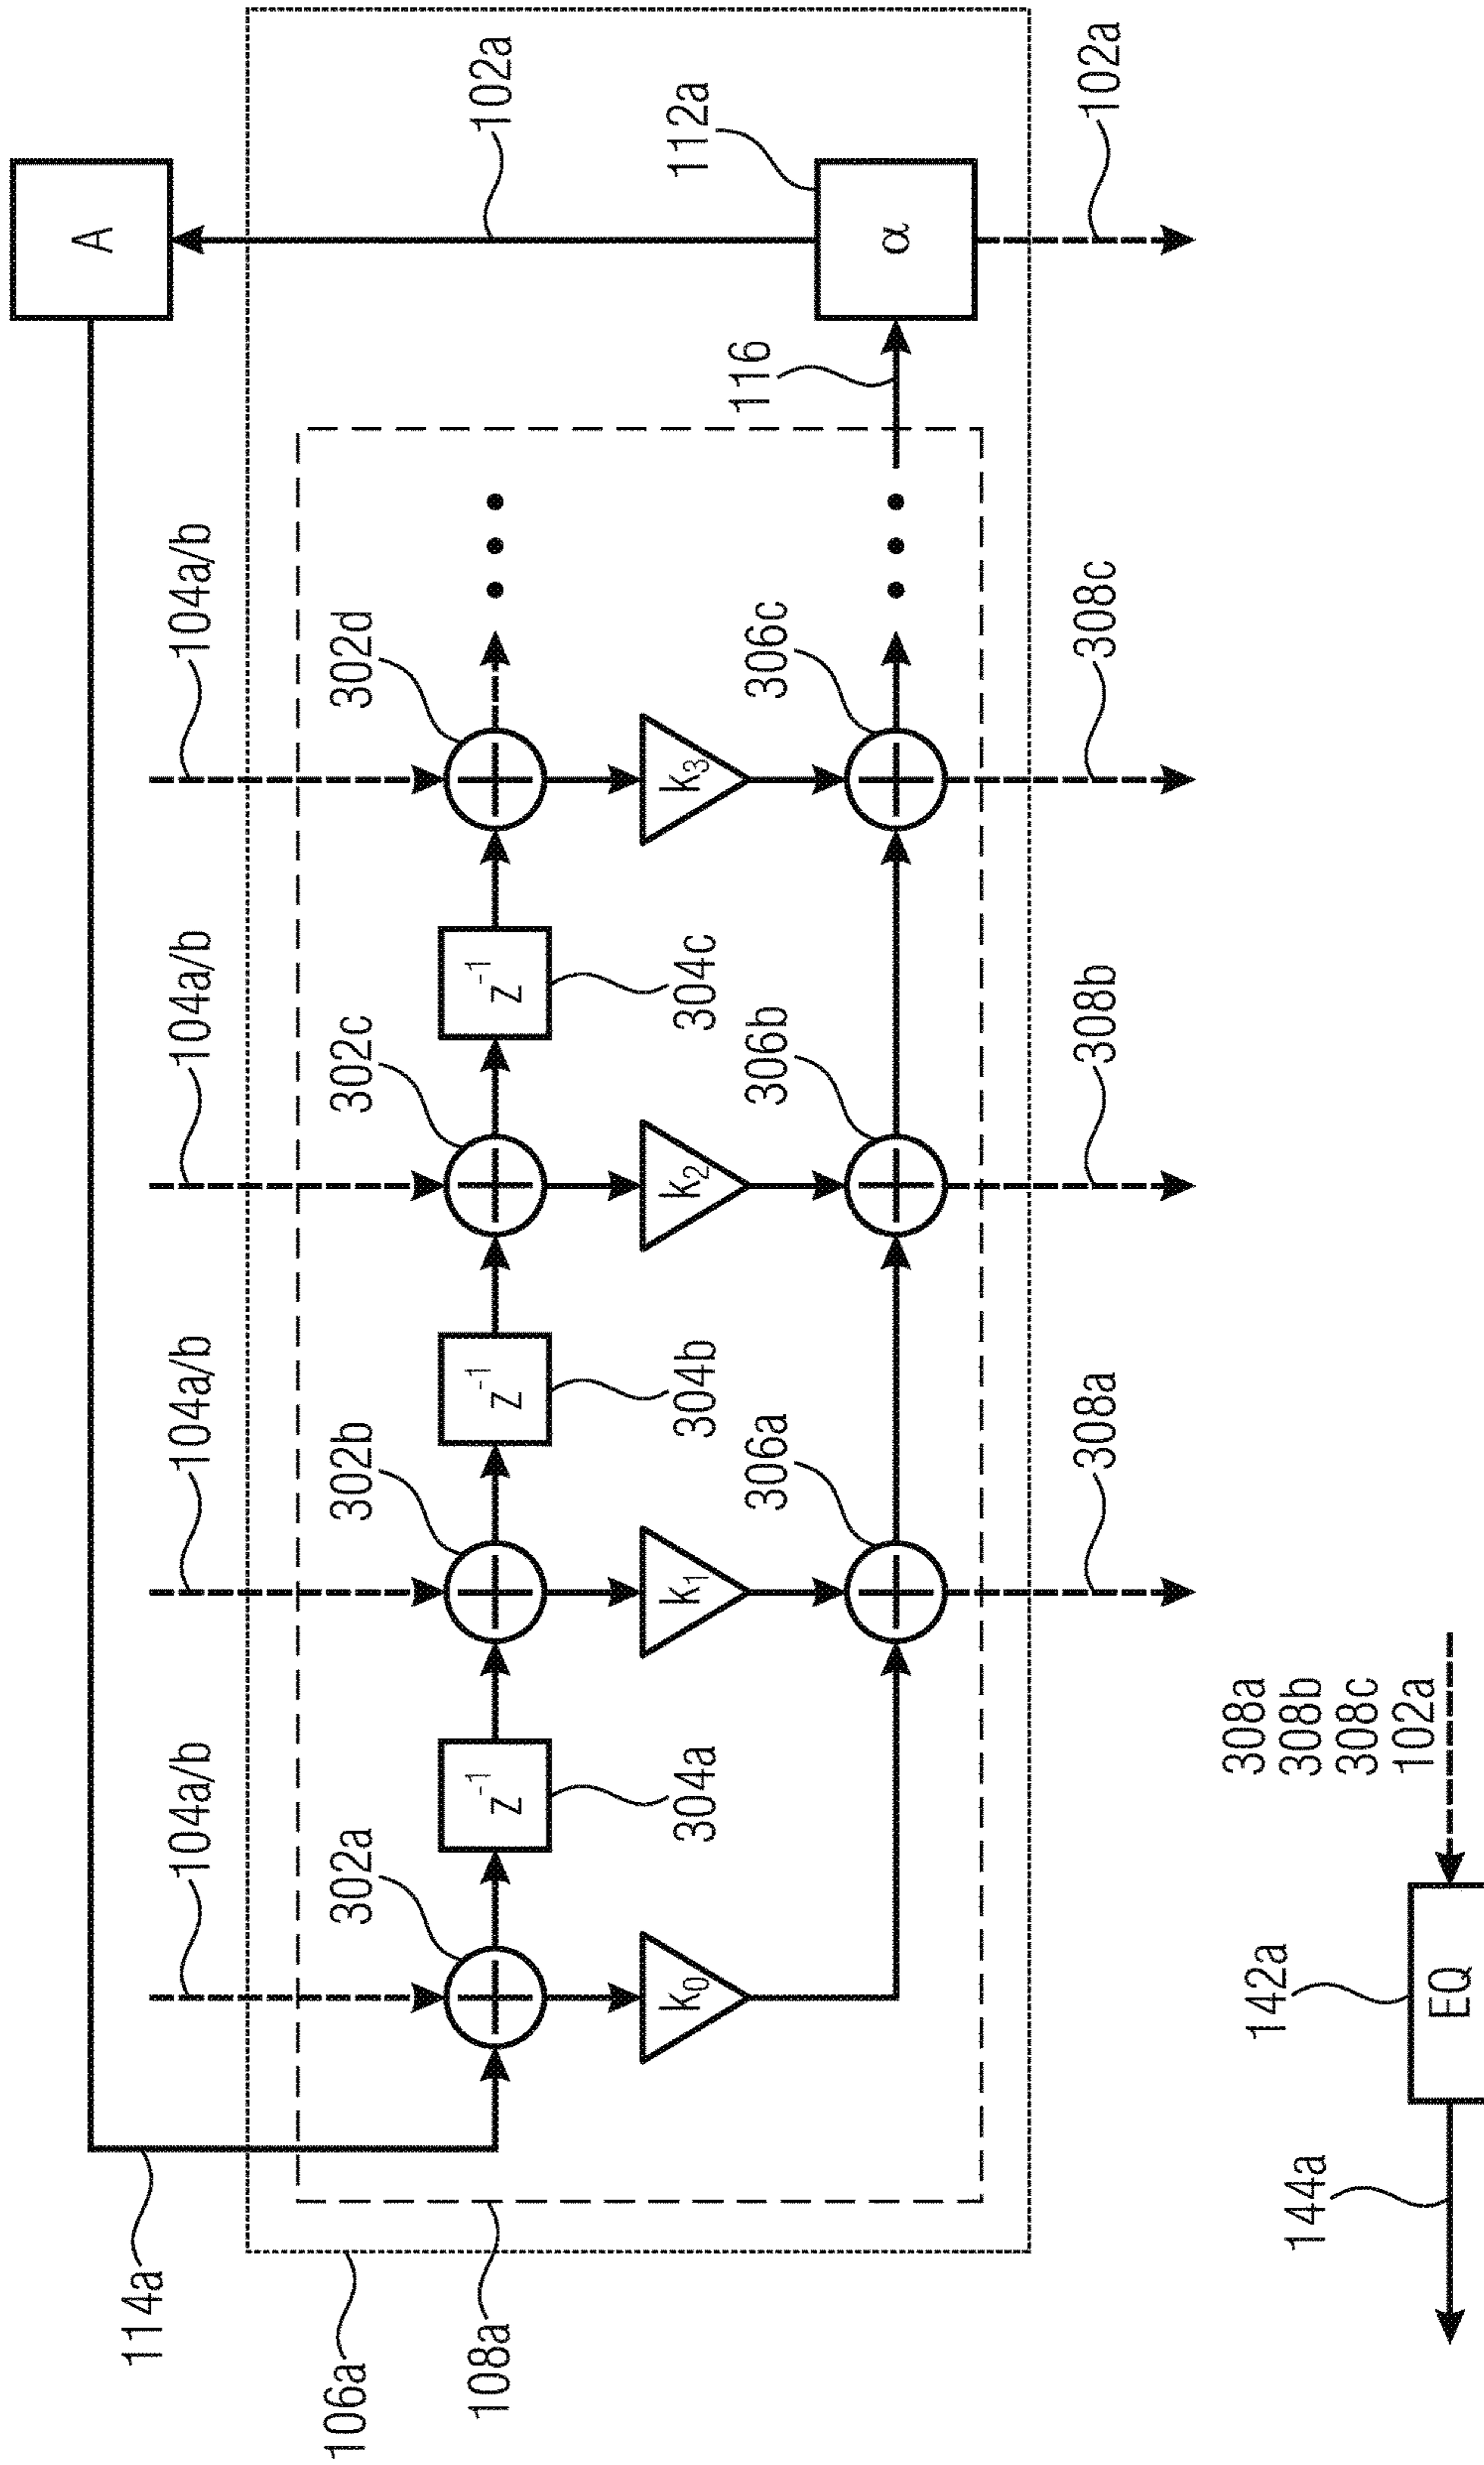 A
114a
104a/b
104a/b
104a/b
104a/b
106a
302a
302b
302c
302d
108a
z⁻¹
z⁻¹
z⁻¹
102a
k₀
k₁
k₂
k₃
304a
304b
304c
112a
306a
306b
306c
116
α
308a
308b
308c
102a
308a
308b
308c
102a
142a
144a
EQ